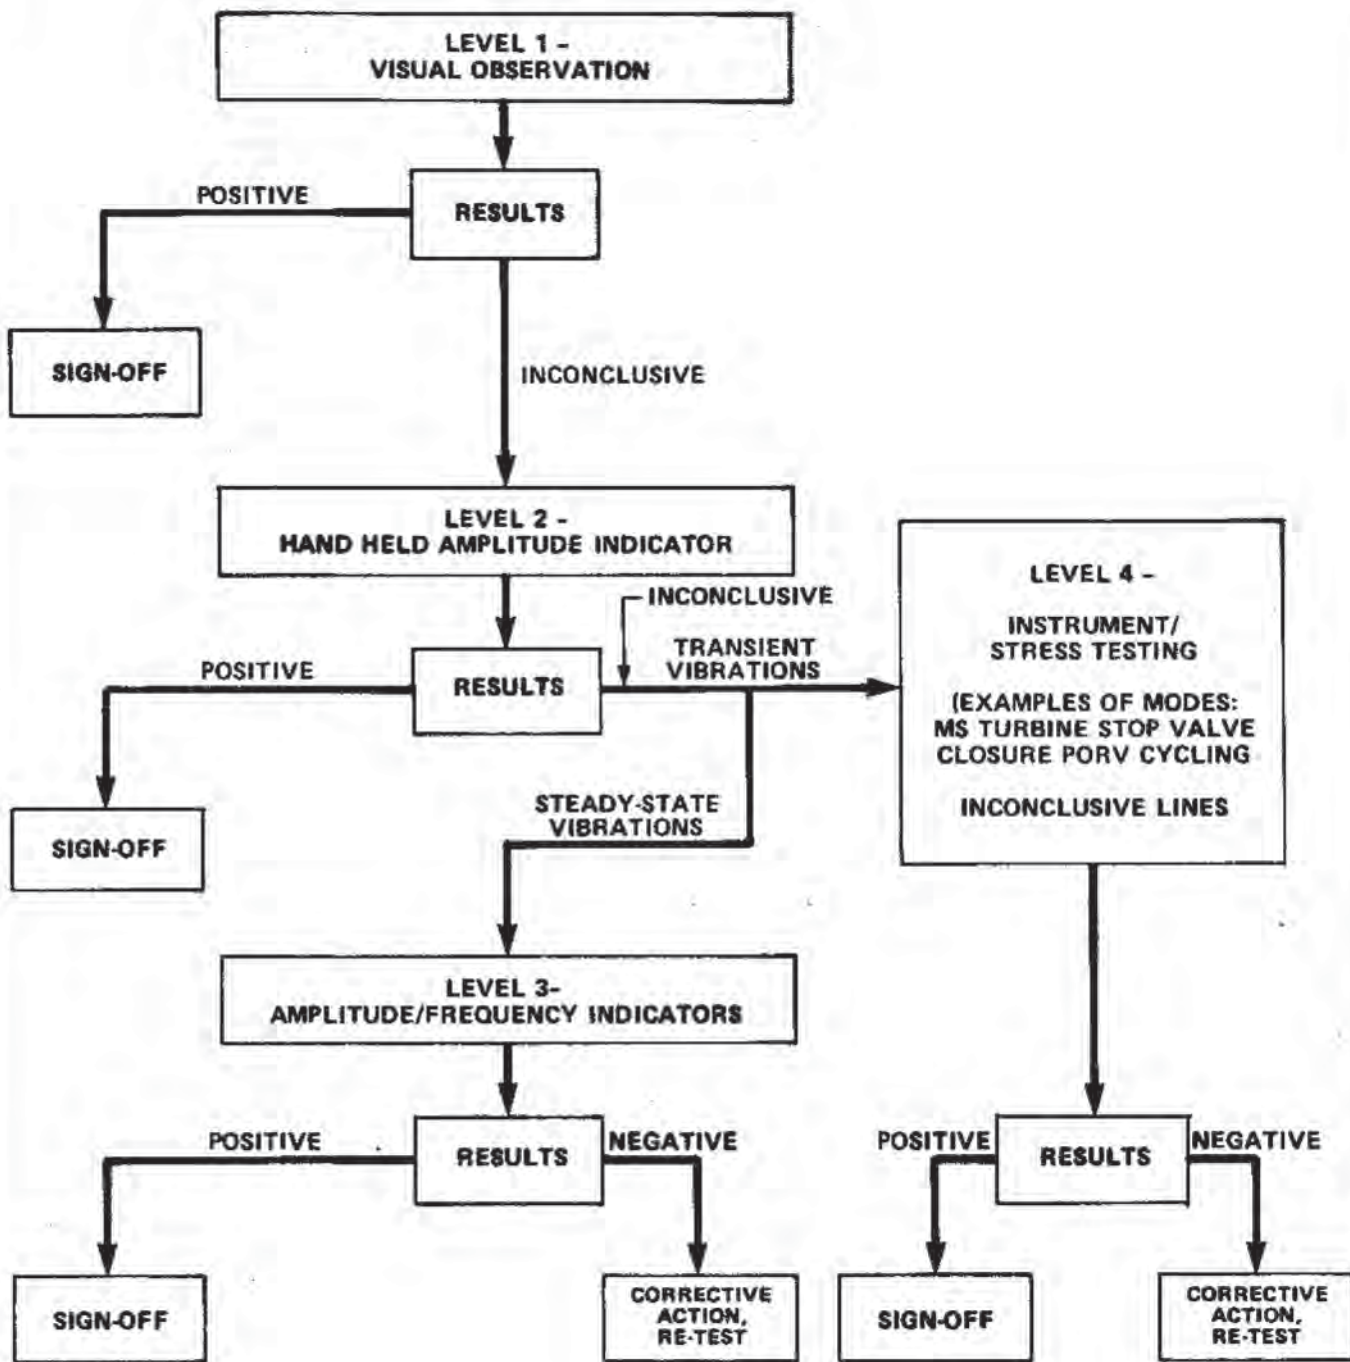 LEVEL 1 -
VISUAL OBSERVATION
POSITIVE
RESULTS
SIGN-OFF
INCONCLUSIVE
LEVEL 2 -
HAND HELD AMPLITUDE INDICATOR
INCONCLUSIVE
TRANSIENT
VIBRATIONS
POSITIVE
RESULTS
LEVEL 4 -
INSTRUMENT/
STRESS TESTING
(EXAMPLES OF MODES:
MS TURBINE STOP VALVE
CLOSURE PORV CYCLING
INCONCLUSIVE LINES
STEADY-STATE
VIBRATIONS
SIGN-OFF
LEVEL 3-
AMPLITUDE/FREQUENCY INDICATORS
POSITIVE
RESULTS
NEGATIVE
POSITIVE
RESULTS
NEGATIVE
SIGN-OFF
CORRECTIVE
ACTION,
RE-TEST
SIGN-OFF
CORRECTIVE
ACTION,
RE-TEST